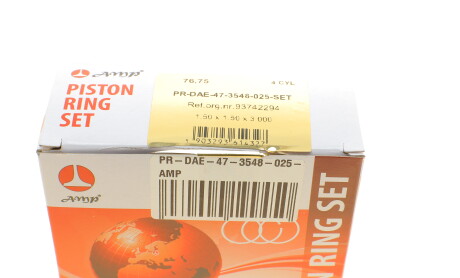 AMP
PISTON
RING
SET
76,75 4 CYL
PR-DAE-47-3548-025-SET
Ref.org.nr.93742294
1.50 x 1.50 x 3.000
PR-DAE-47-3548-025-
AMP
AMP
RING SET